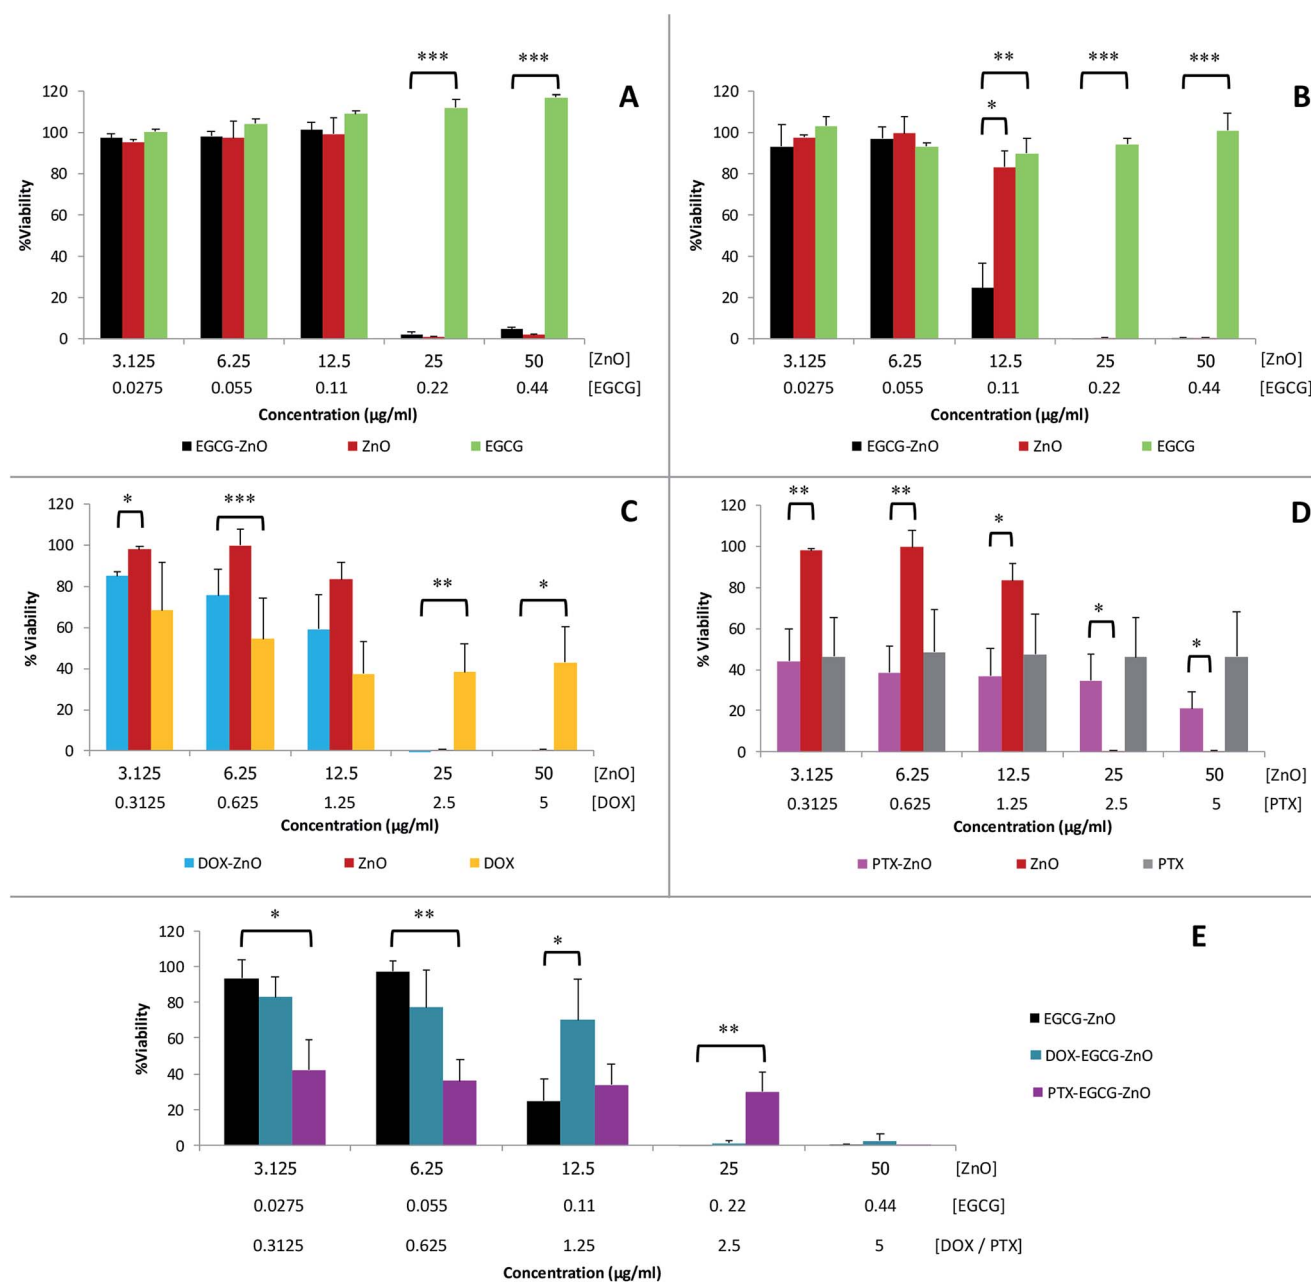 A
*** ***
120
100
80
60
40
20
0
%Viability
3.125 6.25 12.5 25 50 [ZnO]
0.0275 0.055 0.11 0.22 0.44 [EGCG]
Concentration (µg/ml)
EGCG-ZnO ZnO EGCG
B
** *** ***
*
120
100
80
60
40
20
0
%Viability
3.125 6.25 12.5 25 50 [ZnO]
0.0275 0.055 0.11 0.22 0.44 [EGCG]
Concentration (µg/ml)
EGCG-ZnO ZnO EGCG
C
* *** ** *
120
100
80
60
40
20
0
% Viability
3.125 6.25 12.5 25 50 [ZnO]
0.3125 0.625 1.25 2.5 5 [DOX]
Concentration (µg/ml)
DOX-ZnO ZnO DOX
D
** ** * * *
120
100
80
60
40
20
0
% Viability
3.125 6.25 12.5 25 50 [ZnO]
0.3125 0.625 1.25 2.5 5 [PTX]
Concentration (µg/ml)
PTX-ZnO ZnO PTX
E
* ** * **
120
100
80
60
40
20
0
%Viability
3.125 6.25 12.5 25 50 [ZnO]
0.0275 0.055 0.11 0. 22 0.44 [EGCG]
0.3125 0.625 1.25 2.5 5 [DOX / PTX]
Concentration (µg/ml)
EGCG-ZnO
DOX-EGCG-ZnO
PTX-EGCG-ZnO